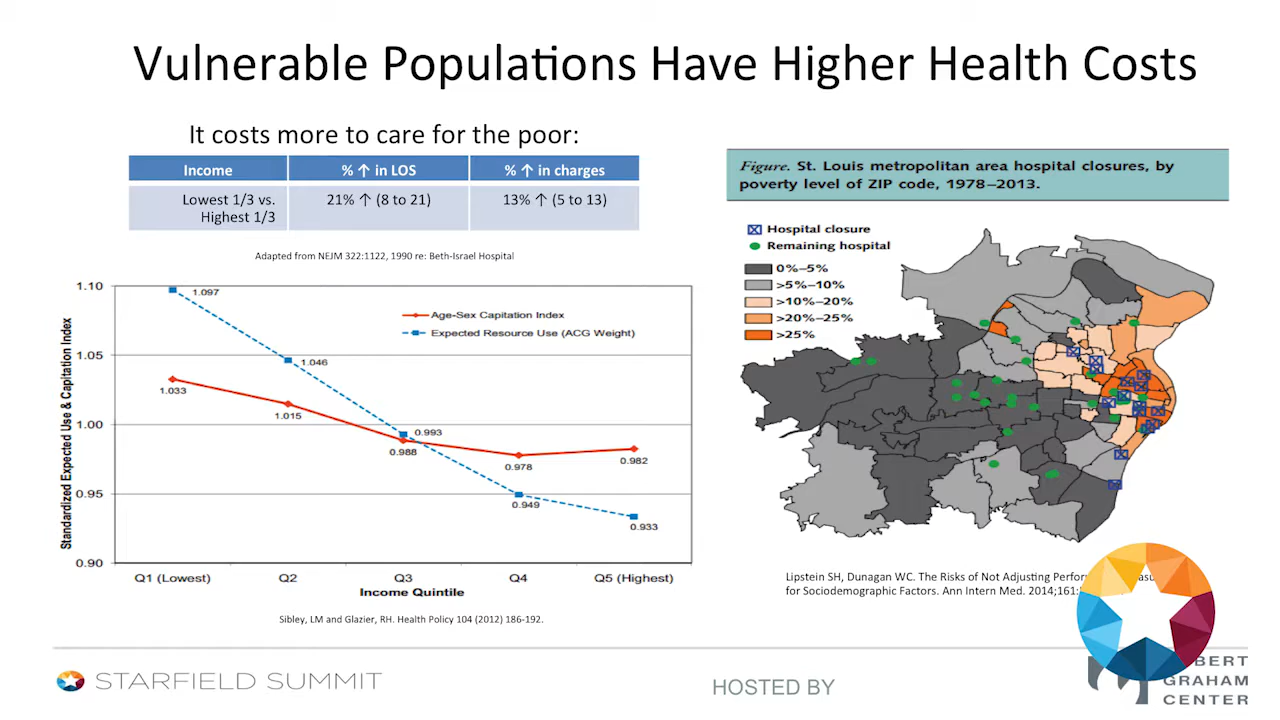 Vulnerable Populations Have Higher Health Costs
It costs more to care for the poor:
Income % ↑ in LOS % ↑ in charges
Lowest 1/3 vs. 21% ↑ (8 to 21) 13% ↑ (5 to 13)
Highest 1/3
Adapted from NEJM 322:1122, 1990 re: Beth-Israel Hospital
Standardized Expected Use & Capitation Index
1.10
1.05
1.00
0.95
0.90
Age-Sex Capitation Index
Expected Resource Use (ACG Weight)
1.097
1.046
1.033
1.015
0.993
0.988
0.978
0.982
0.949
0.933
Q1 (Lowest) Q2 Q3 Q4 Q5 (Highest)
Income Quintile
Sibley, LM and Glazier, RH. Health Policy 104 (2012) 186-192.
Figure. St. Louis metropolitan area hospital closures, by
poverty level of ZIP code, 1978–2013.
Hospital closure
Remaining hospital
0%–5%
>5%–10%
>10%–20%
>20%–25%
>25%
Lipstein SH, Dunagan WC. The Risks of Not Adjusting
for Sociodemographic Factors. Ann Intern Med. 2014;161:
STARFIELD SUMMIT
HOSTED BY
GRAHAM
CENTER